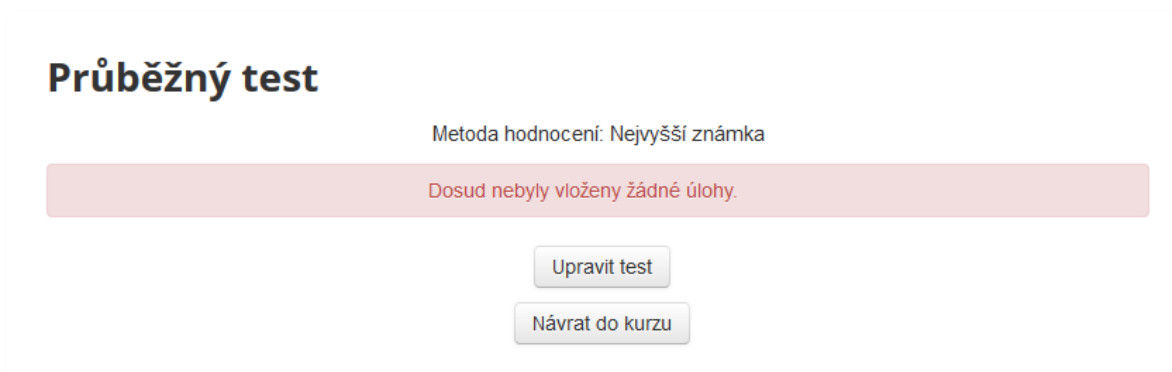 Průběžný test
Metoda hodnocení: Nejvyšší známka
Dosud nebyly vloženy žádné úlohy.
Upravit test
Návrat do kurzu